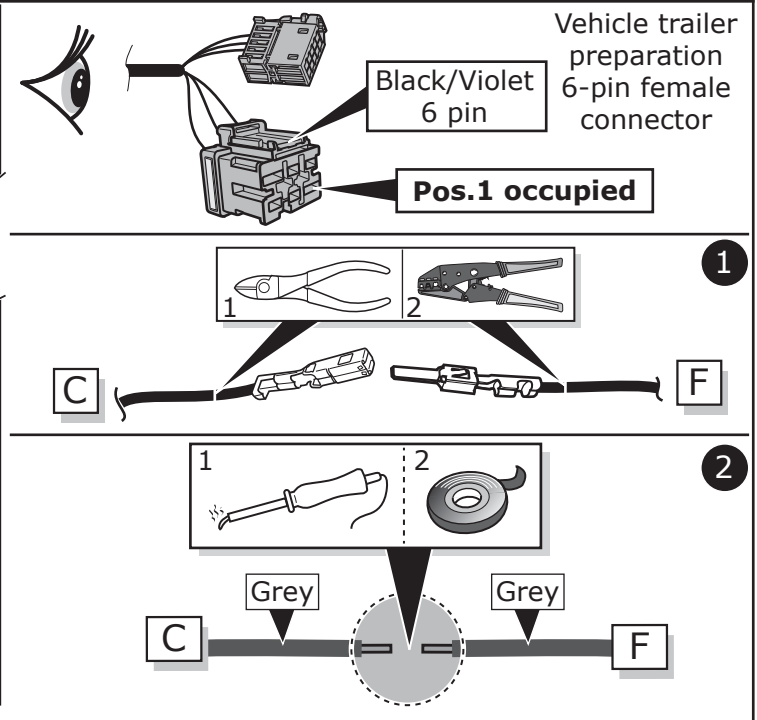 Vehicle trailer
preparation
6-pin female
connector
Black/Violet
6 pin
Pos.1 occupied
1
1
2
C
F
2
1
2
Grey
Grey
C
F